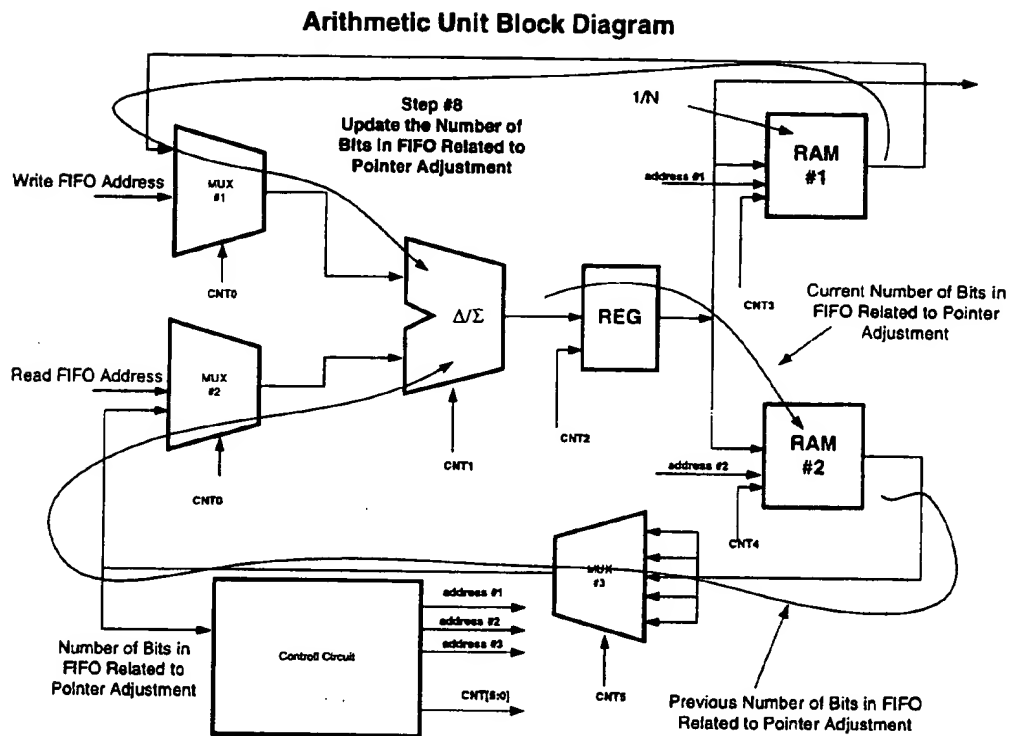 Arithmetic Unit Block Diagram
Step #8
Update the Number of
Bits in FIFO Related to
Pointer Adjustment
1/N
RAM
#1
address #1
Write FIFO Address
MUX
#1
CNT0
CNT3
Current Number of Bits in
FIFO Related to Pointer
Adjustment
Δ/Σ
REG
Read FIFO Address
MUX
#2
CNT0
CNT1
CNT2
RAM
#2
address #2
CNT4
MUX
#3
CNT5
Number of Bits in
FIFO Related to
Pointer Adjustment
Controll Circuit
address #1
address #2
address #3
CNT[5:0]
Previous Number of Bits in FIFO
Related to Pointer Adjustment